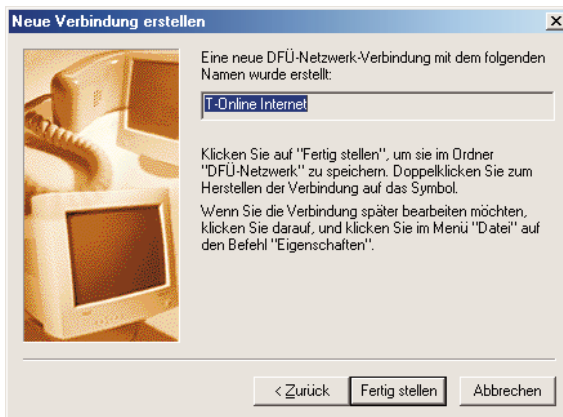 Neue Verbindung erstellen
Eine neue DFÜ-Netzwerk-Verbindung mit dem folgenden
Namen wurde erstellt:
T-Online Internet
Klicken Sie auf "Fertig stellen", um sie im Ordner
"DFÜ-Netzwerk" zu speichern. Doppelklicken Sie zum
Herstellen der Verbindung auf das Symbol.
Wenn Sie die Verbindung später bearbeiten möchten,
klicken Sie darauf, und klicken Sie im Menü "Datei" auf
den Befehl "Eigenschaften".
< Zurück Fertig stellen Abbrechen